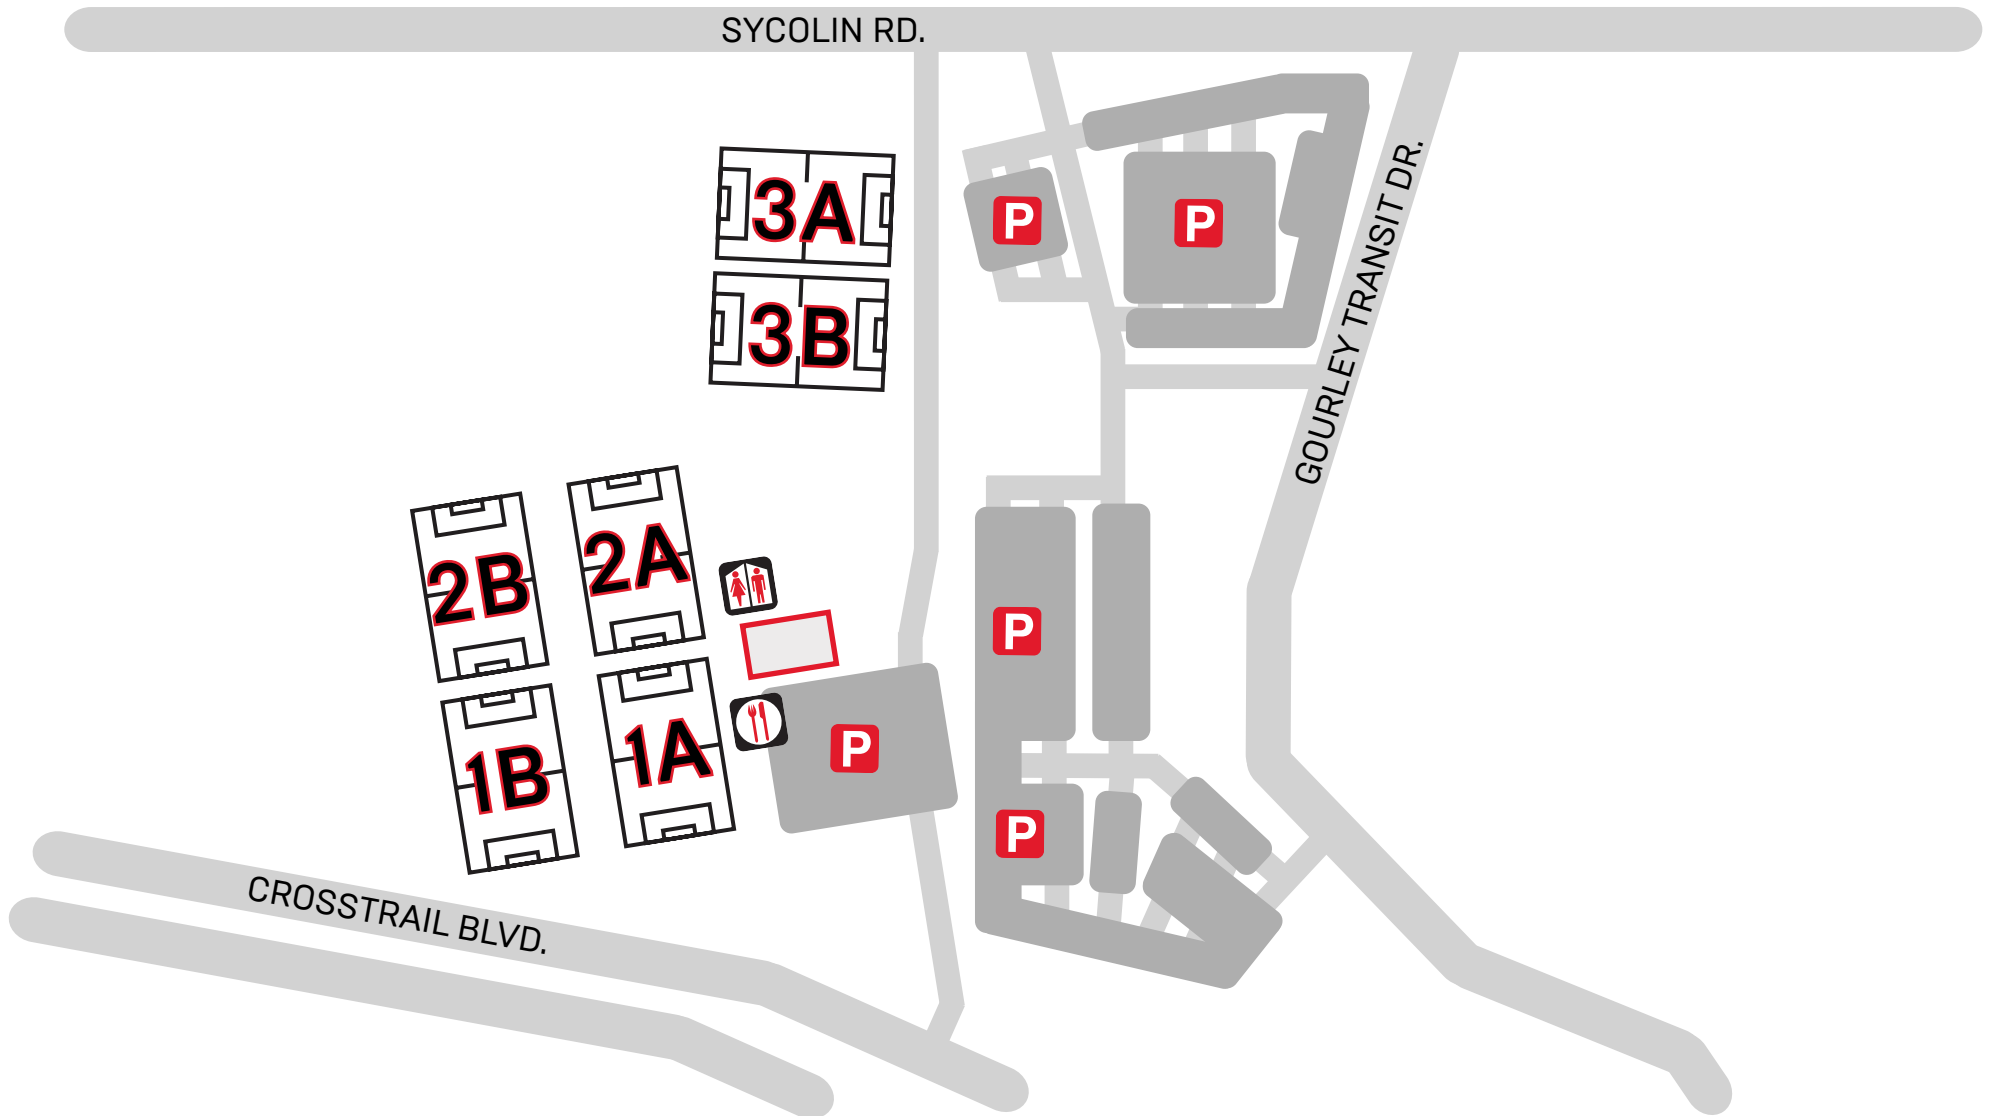 SYCOLIN RD.
3A
P
P
GOURLEY TRANSIT DR.
3B
2A
2B
P
1A
P
1B
P
CROSSTRAIL BLVD.